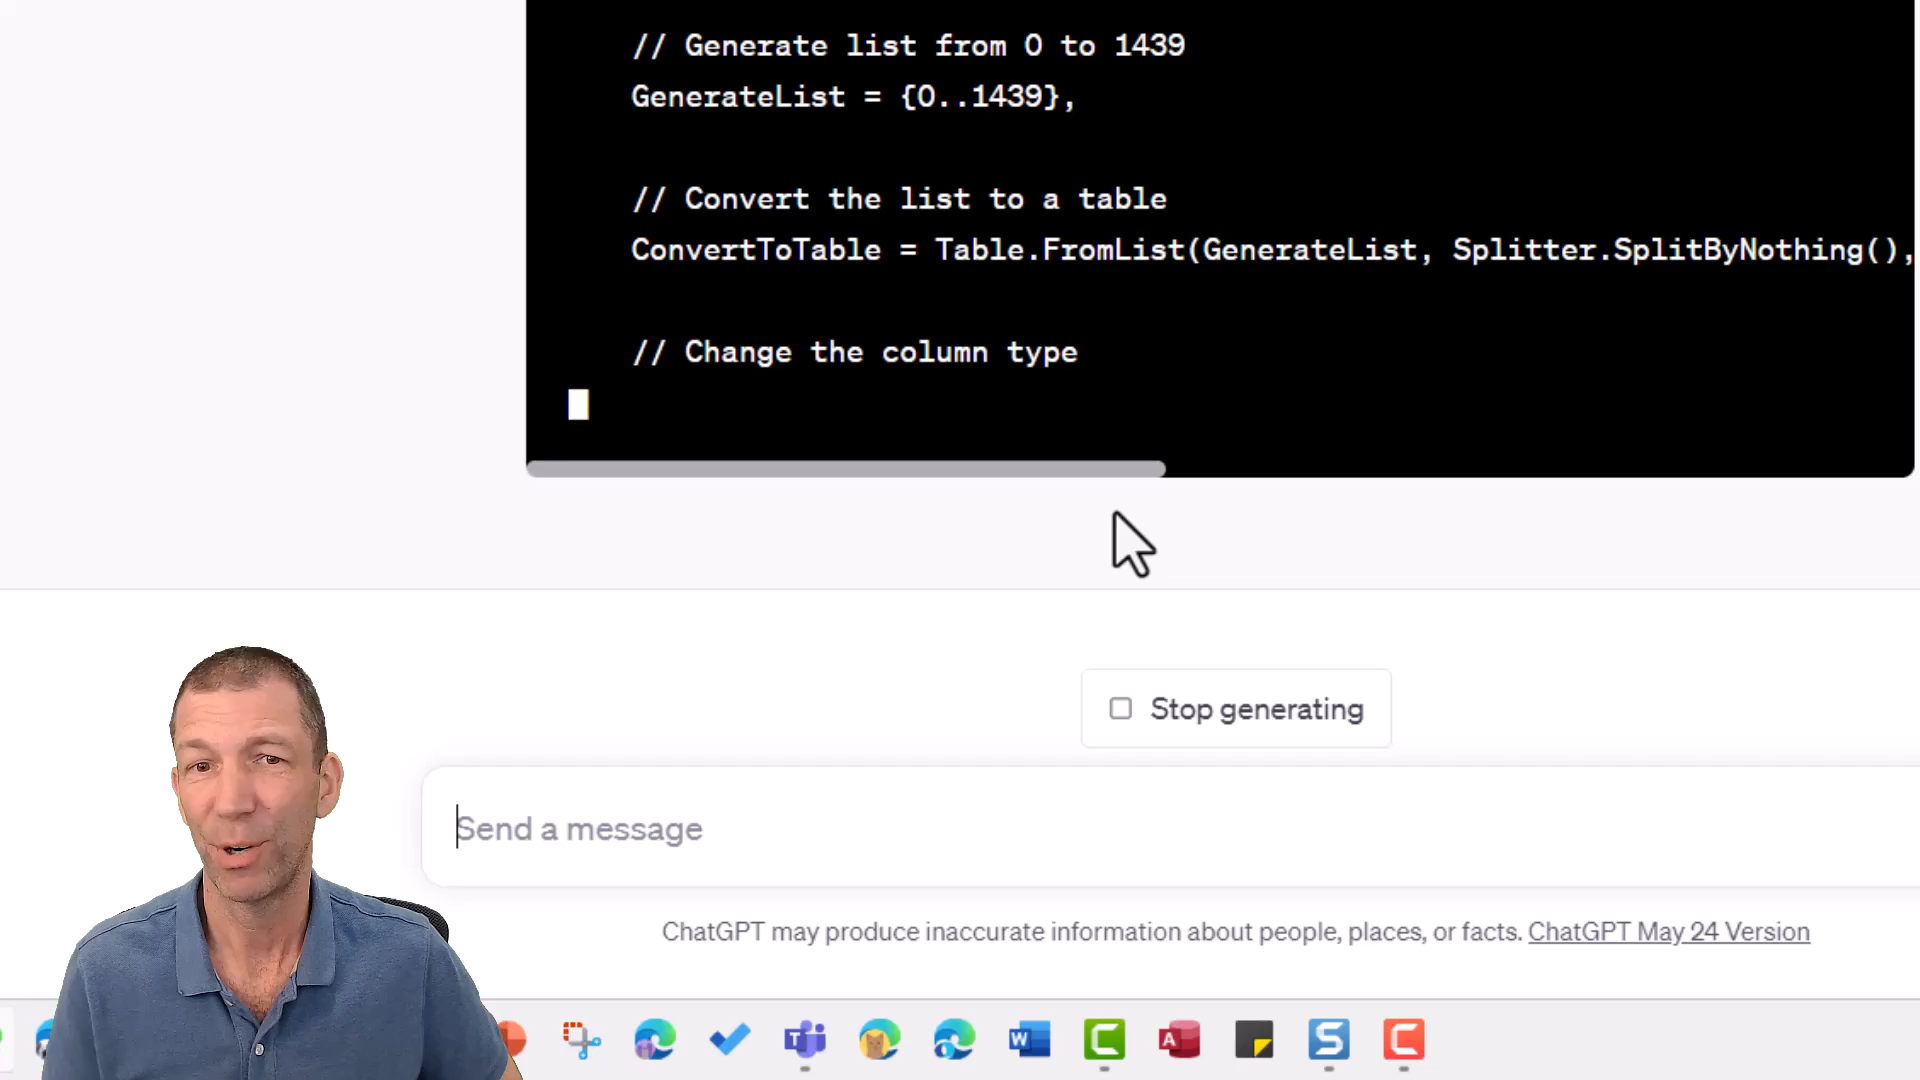 // Generate list from 0 to 1439
GenerateList = {0..1439},
// Convert the list to a table
ConvertToTable = Table.FromList(GenerateList, Splitter.SplitByNothing(),
// Change the column type
Stop generating
Send a message
ChatGPT may produce inaccurate information about people, places, or facts. ChatGPT May 24 Version
T W C A S C